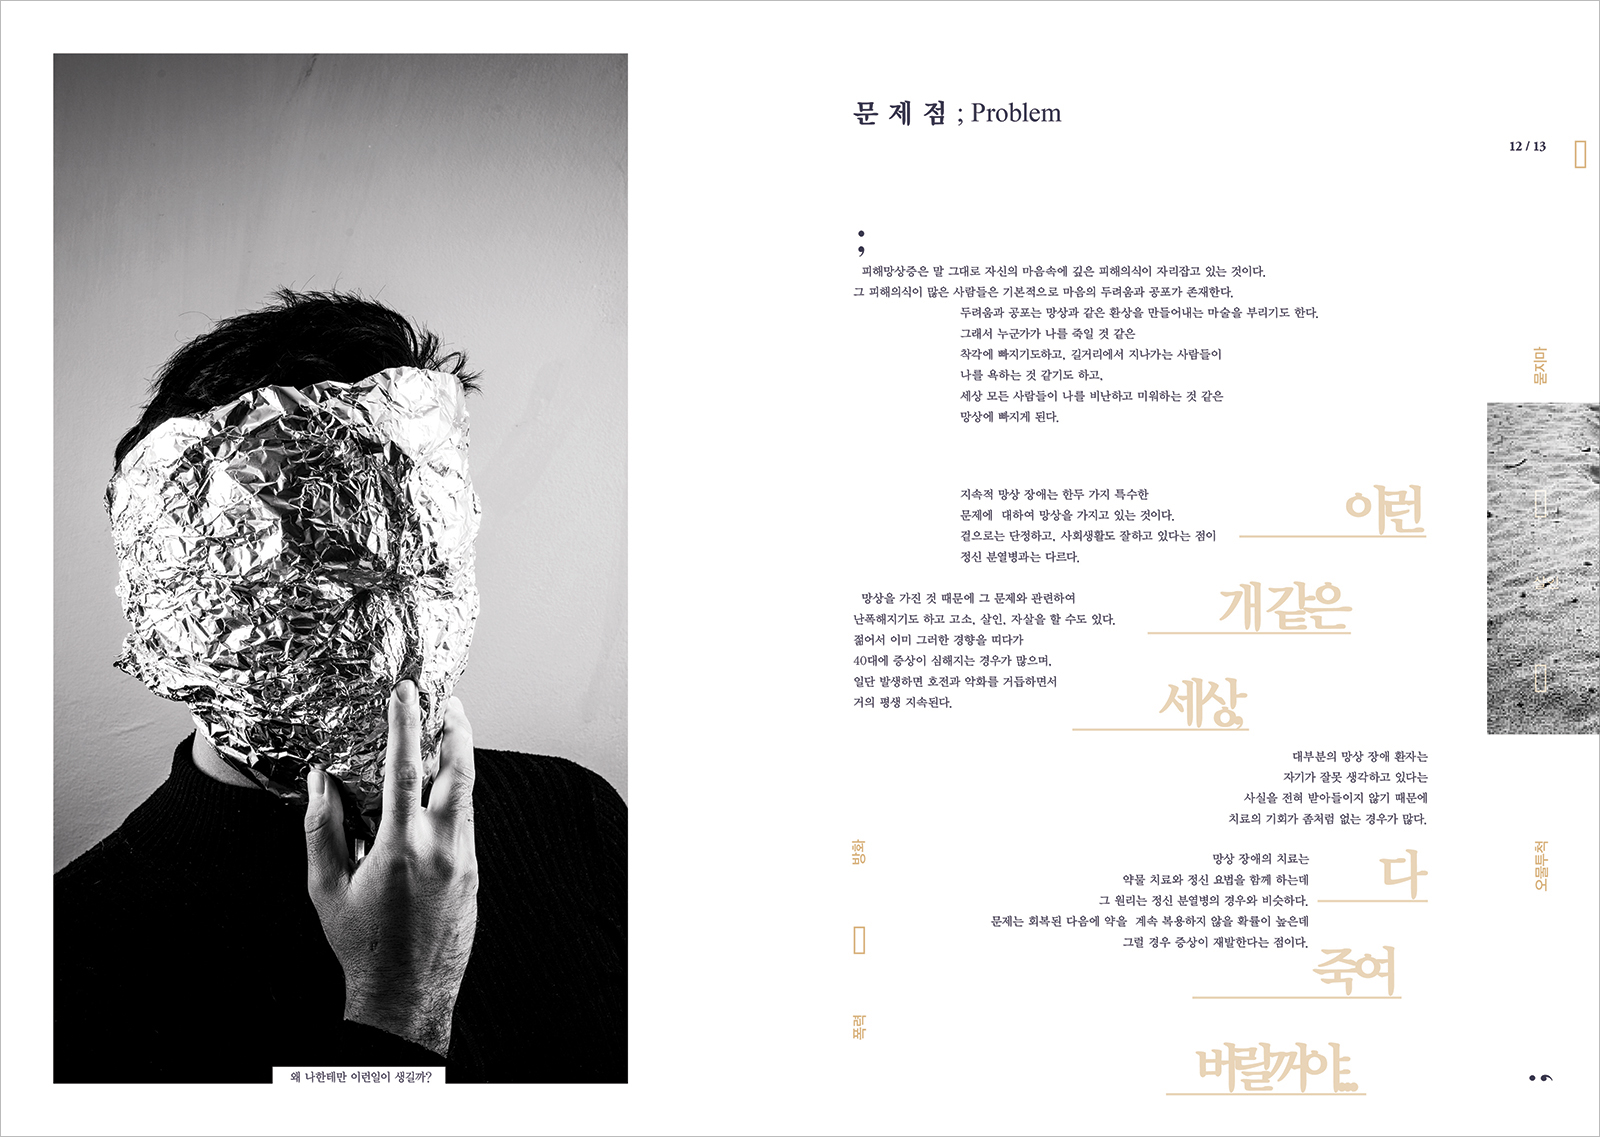 문제점 ; Problem
12 / 13
;
피해망상증은 말 그대로 자신의 마음속에 깊은 피해의식이 자리잡고 있는 것이다.
그 피해의식이 많은 사람들은 기본적으로 마음의 두려움과 공포가 존재한다.
두려움과 공포는 망상과 같은 환상을 만들어내는 마술을 부리기도 한다.
그래서 누군가가 나를 죽일 것 같은
착각에 빠지기도하고, 길거리에서 지나가는 사람들이
나를 욕하는 것 같기도 하고,
세상 모든 사람들이 나를 비난하고 미워하는 것 같은
망상에 빠지게 된다.
지속적 망상 장애는 한두 가지 특수한
문제에 대하여 망상을 가지고 있는 것이다.
겉으로는 단정하고, 사회생활도 잘하고 있다는 점이
정신 분열병과는 다르다.
망상을 가진 것 때문에 그 문제와 관련하여
난폭해지기도 하고 고소, 살인, 자살을 할 수도 있다.
젊어서 이미 그러한 경향을 띠다가
40대에 증상이 심해지는 경우가 많으며,
일단 발생하면 호전과 악화를 거듭하면서
거의 평생 지속된다.
이런
개같은
세상,
대부분의 망상 장애 환자는
자기가 잘못 생각하고 있다는
사실을 전혀 받아들이지 않기 때문에
치료의 기회가 좀처럼 없는 경우가 많다.
망상 장애의 치료는
약물 치료와 정신 요법을 함께 하는데
그 원리는 정신 분열병의 경우와 비슷하다.
문제는 회복된 다음에 약을 계속 복용하지 않을 확률이 높은데
그럴 경우 증상이 재발한다는 점이다.
다
죽여
버릴꺼야...
묻지마
오물투척
방화
폭력
;
왜 나한테만 이런일이 생길까?